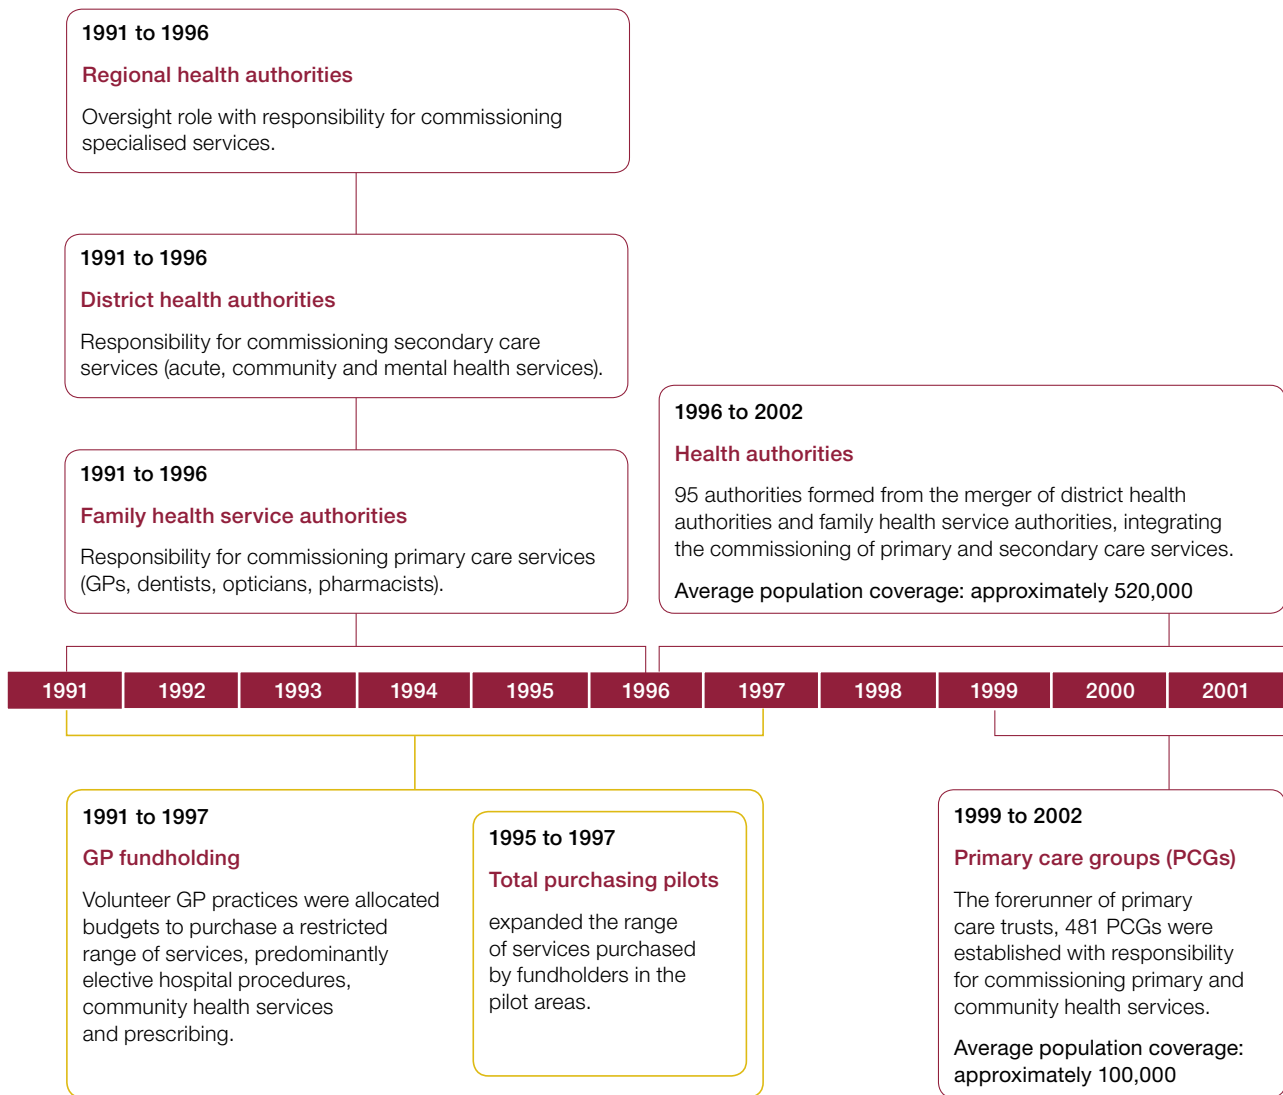 1991 to 1996
Regional health authorities
Oversight role with responsibility for commissioning
specialised services.
1991 to 1996
District health authorities
Responsibility for commissioning secondary care
services (acute, community and mental health services).
1991 to 1996
Family health service authorities
Responsibility for commissioning primary care services
(GPs, dentists, opticians, pharmacists).
1996 to 2002
Health authorities
95 authorities formed from the merger of district health
authorities and family health service authorities, integrating
the commissioning of primary and secondary care services.
Average population coverage: approximately 520,000
1991 1992 1993 1994 1995 1996 1997 1998 1999 2000 2001
1991 to 1997
GP fundholding
Volunteer GP practices were allocated
budgets to purchase a restricted
range of services, predominantly
elective hospital procedures,
community health services
and prescribing.
1995 to 1997
Total purchasing pilots
expanded the range
of services purchased
by fundholders in the
pilot areas.
1999 to 2002
Primary care groups (PCGs)
The forerunner of primary
care trusts, 481 PCGs were
established with responsibility
for commissioning primary and
community health services.
Average population coverage:
approximately 100,000